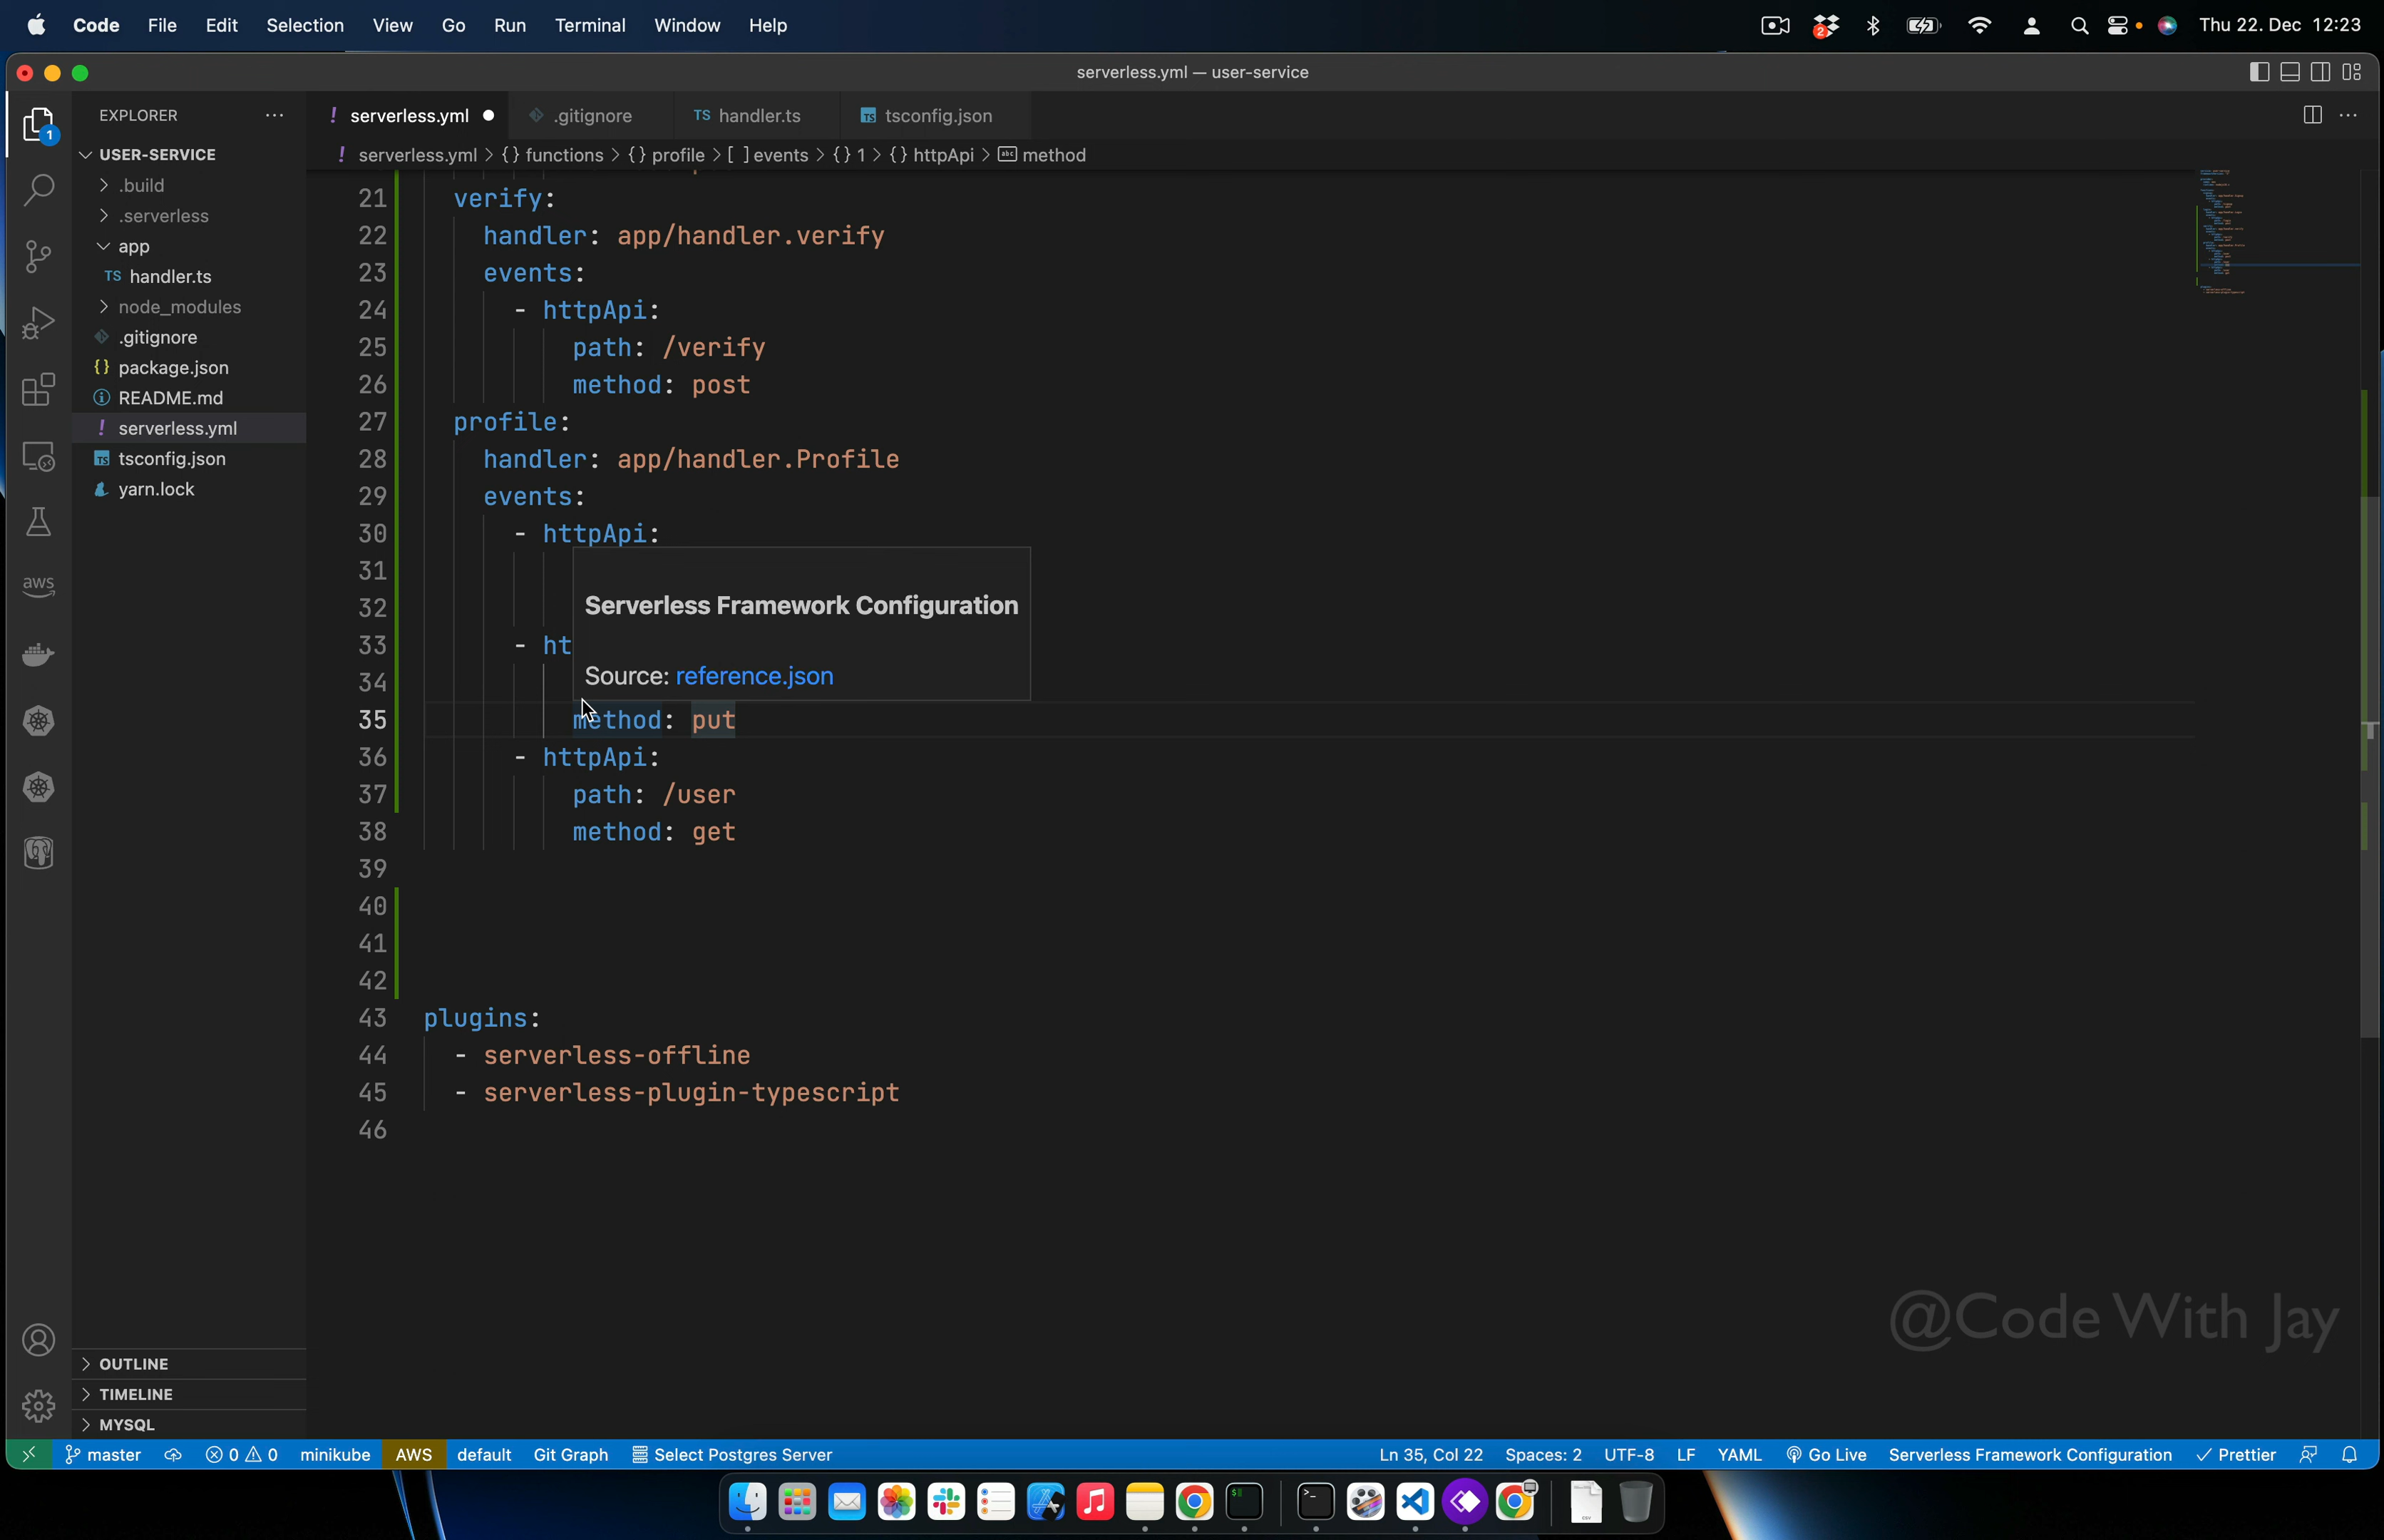 Code File Edit Selection View Go Run Terminal Window Help
2
Thu 22. Dec 12:23
serverless.yml — user-service
1
EXPLORER
USER-SERVICE
.build
.serverless
app
TS handler.ts
node_modules
.gitignore
{} package.json
README.md
! serverless.yml
TS tsconfig.json
yarn.lock
OUTLINE
TIMELINE
MYSQL
aws
! serverless.yml
.gitignore
TS handler.ts
TS tsconfig.json
! serverless.yml > {} functions > {} profile > [ ] events > {} 1 > {} httpApi > abc method
21 verify:
22 handler: app/handler.verify
23 events:
24 - httpApi:
25 path: /verify
26 method: post
27 profile:
28 handler: app/handler.Profile
29 events:
30 - httpApi:
31
32
33 - ht
34
Serverless Framework Configuration
Source: reference.json
35 method: put
36 - httpApi:
37 path: /user
38 method: get
39
40
41
42
43 plugins:
44 - serverless-offline
45 - serverless-plugin-typescript
46
@Code With Jay
master 0 0 minikube AWS default Git Graph Select Postgres Server
Ln 35, Col 22 Spaces: 2 UTF-8 LF YAML Go Live Serverless Framework Configuration Prettier